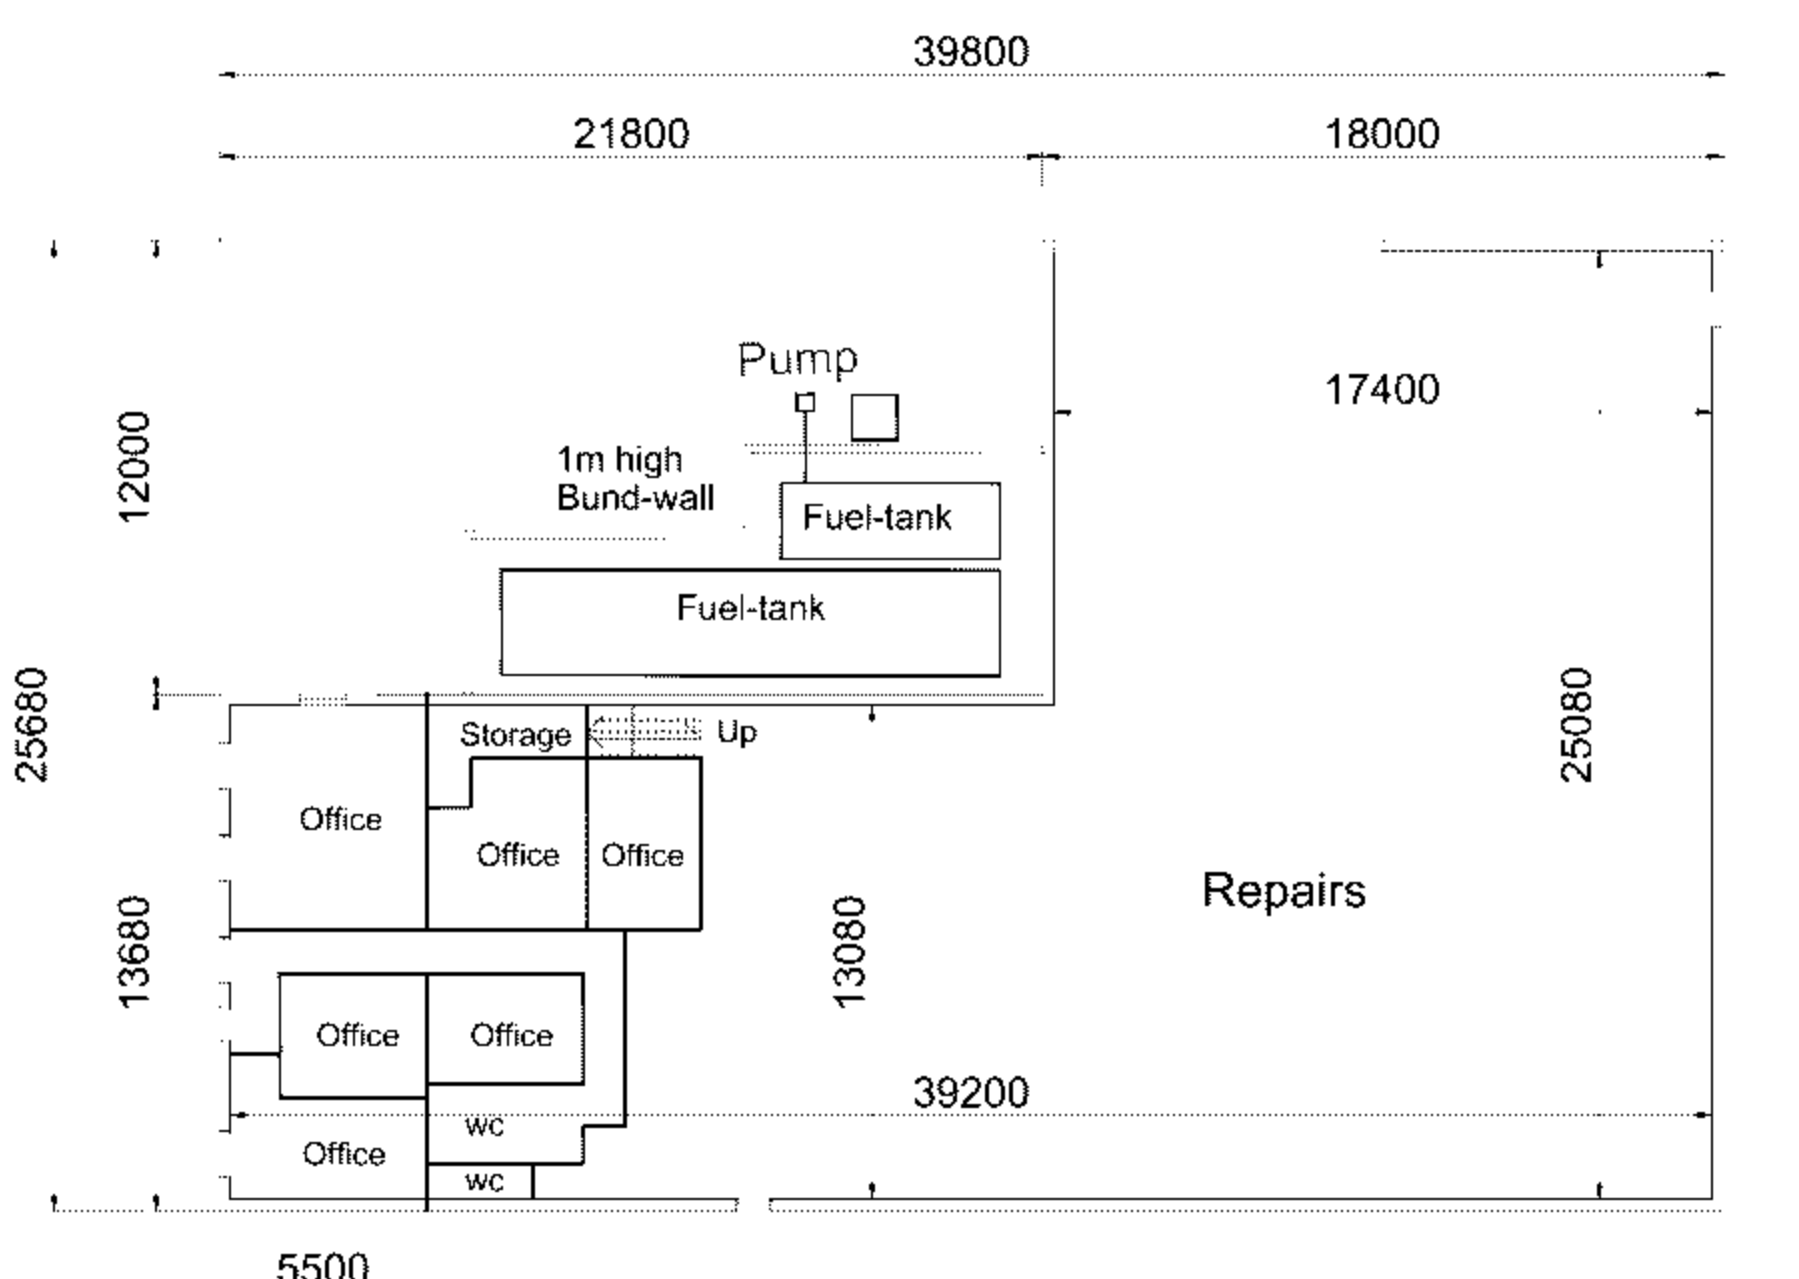 39800
21800
18000
Pump
17400
12000
1m high
Bund-wall
Fuel-tank
Fuel-tank
25680
25080
Storage
Up
Office
Office
Office
Repairs
13680
13080
Office
Office
39200
wc
Office
wc
5500